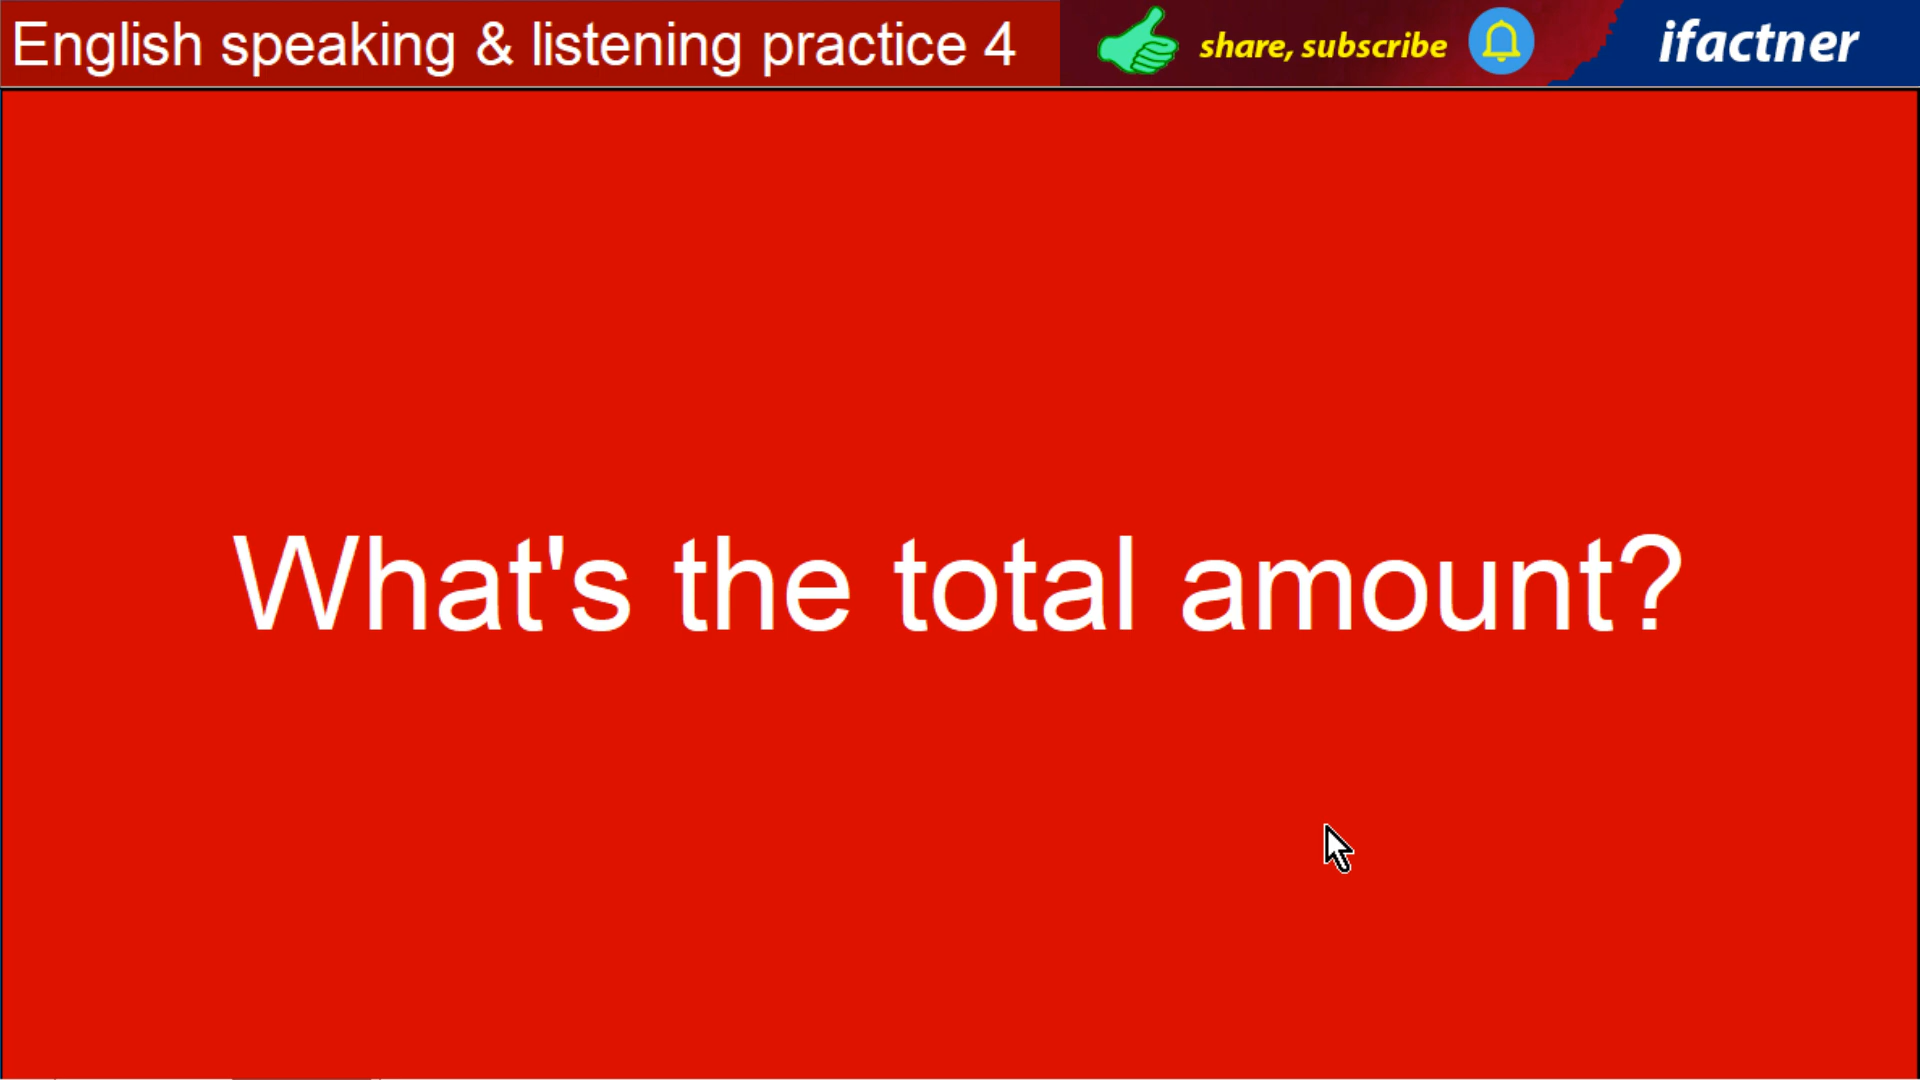 English speaking & listening practice 4
share, subscribe
ifactner
What's the total amount?